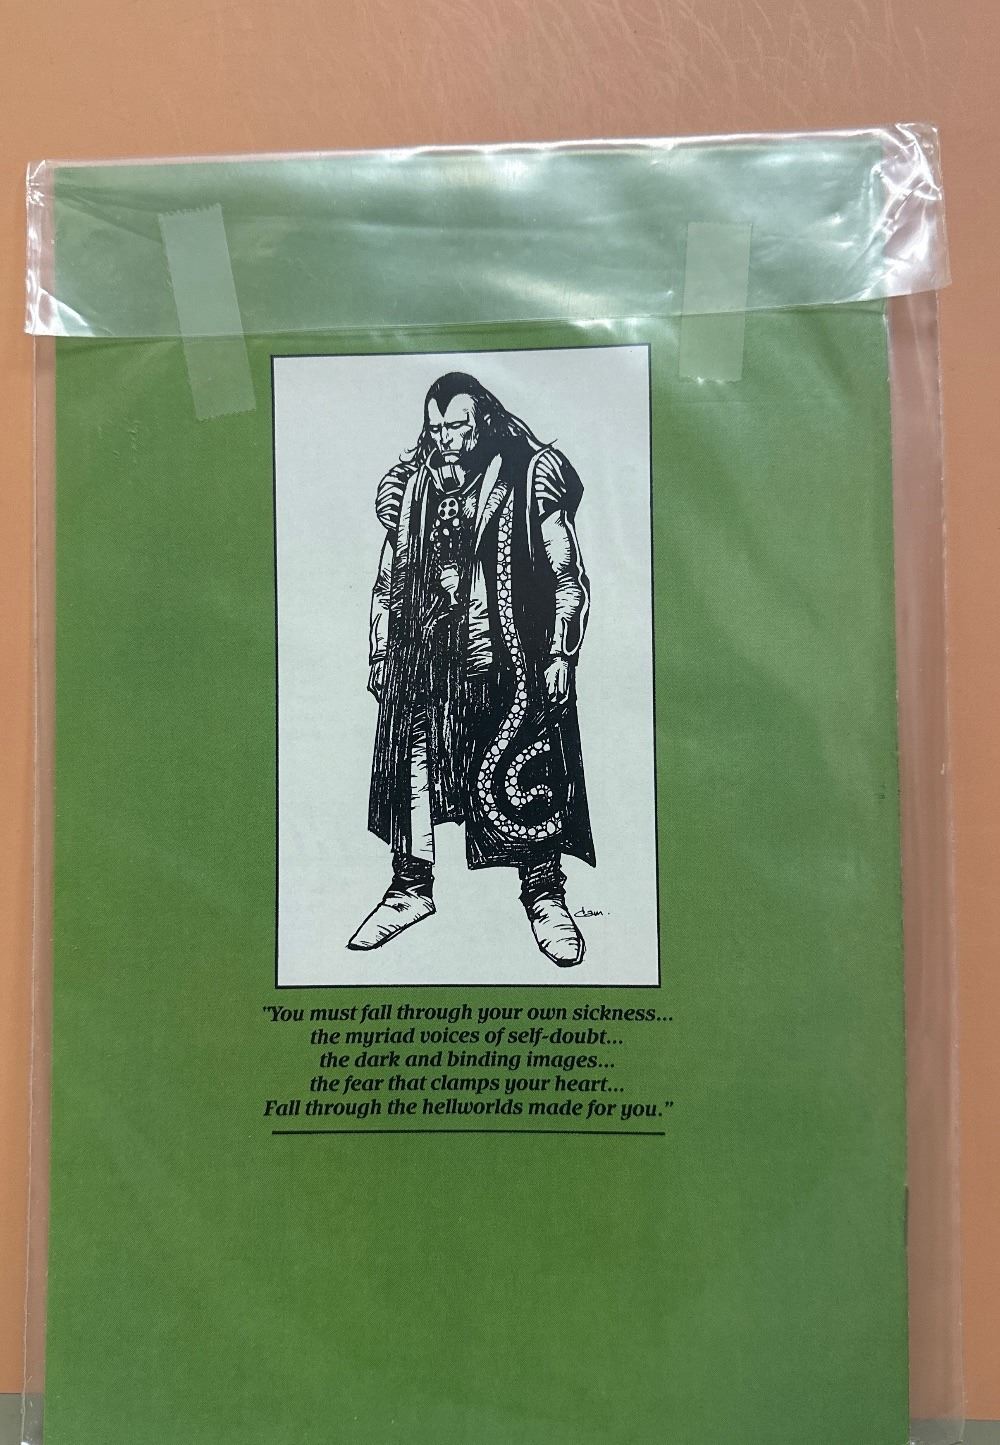 dam.
"You must fall through your own sickness...
the myriad voices of self-doubt...
the dark and binding images...
the fear that clamps your heart...
Fall through the hellworlds made for you."